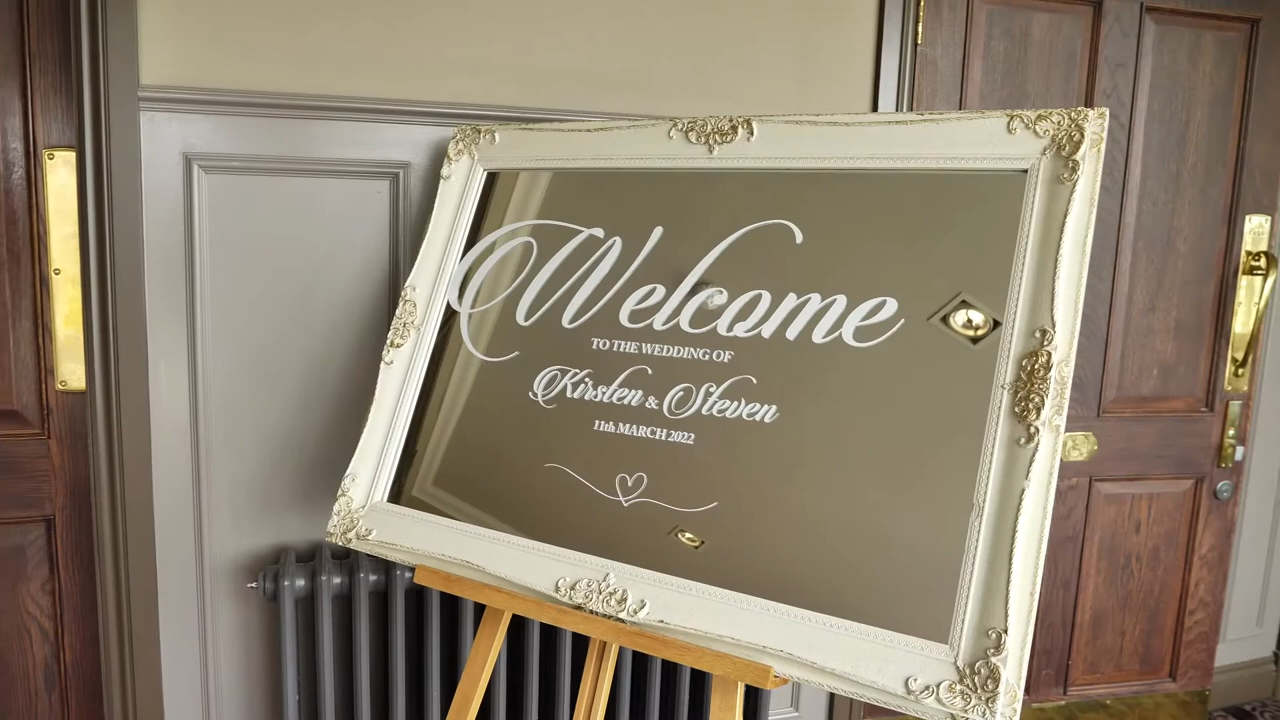 Welcome
TO THE WEDDING OF
Kirsten & Steven
11th MARCH 2022